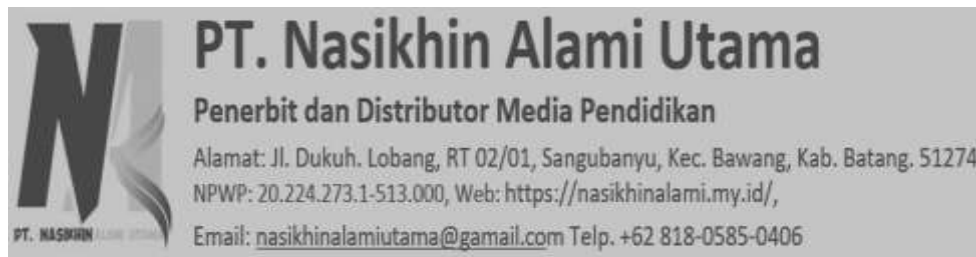 PT. Nasikhin Alami Utama
Penerbit dan Distributor Media Pendidikan
Alamat: Jl. Dukuh. Lobang, RT 02/01, Sangubanyu, Kec. Bawang, Kab. Batang. 51274
NPWP: 20.224.273.1-513.000, Web: https://nasikhinalami.my.id/,
Email: nasikhinalamiutama@gamail.com Telp. +62 818-0585-0406
PT. NASIKHIN ALAMI UTAMA